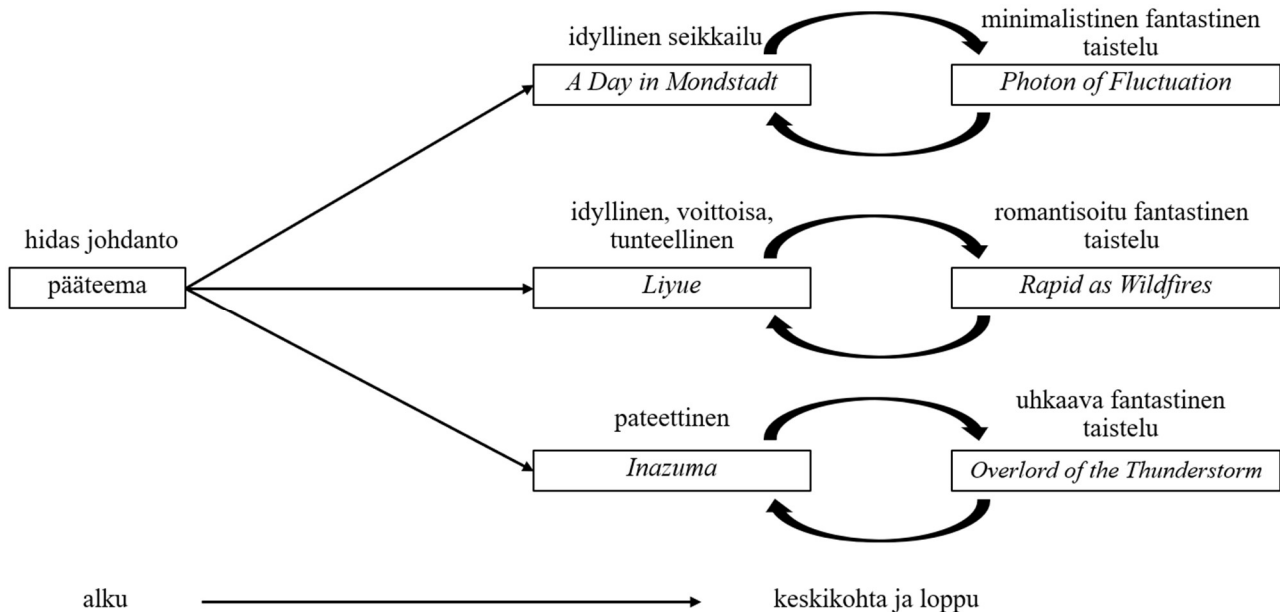 idyllinen seikkailu
minimalistinen fantastinen
taistelu
A Day in Mondstadt
Photon of Fluctuation
hidas johdanto
pääteema
idyllinen, voittoisa,
tunteellinen
romantisoitu fantastinen
taistelu
Liyue
Rapid as Wildfires
pateettinen
uhkaava fantastinen
taistelu
Inazuma
Overlord of the Thunderstorm
alku
keskikohta ja loppu